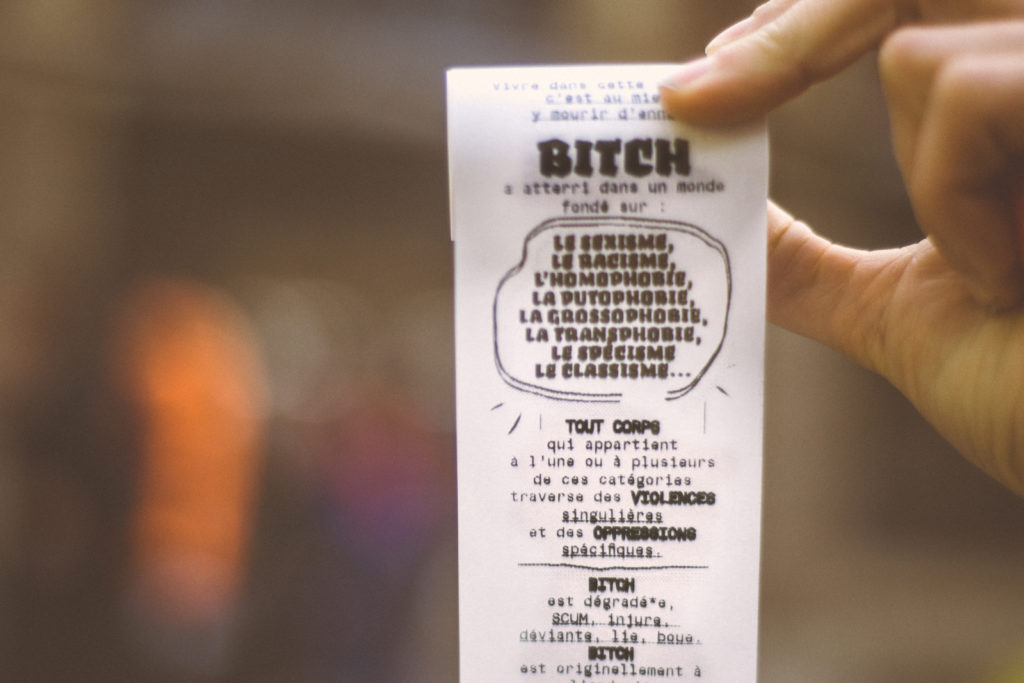 vivre dans cette
c'est au mie
y mourir d'enn
BITCH
a atterri dans un monde
fondé sur :
LE SEXISME,
LE RACISME,
L'HOMOPHOBIE,
LA PUTOPHOBIE,
LA GROSSOPHOBIE,
LA TRANSPHOBIE,
LE SPÉCISME
LE CLASSISME...
TOUT CORPS
qui appartient
à l'une ou à plusieurs
de ces catégories
traverse des VIOLENCES
singulières
et des OPPRESSIONS
spécifiques.
BITCH
est dégradé*e,
SCUM, injure,
déviante, lie, boue.
BITCH
est originellement à